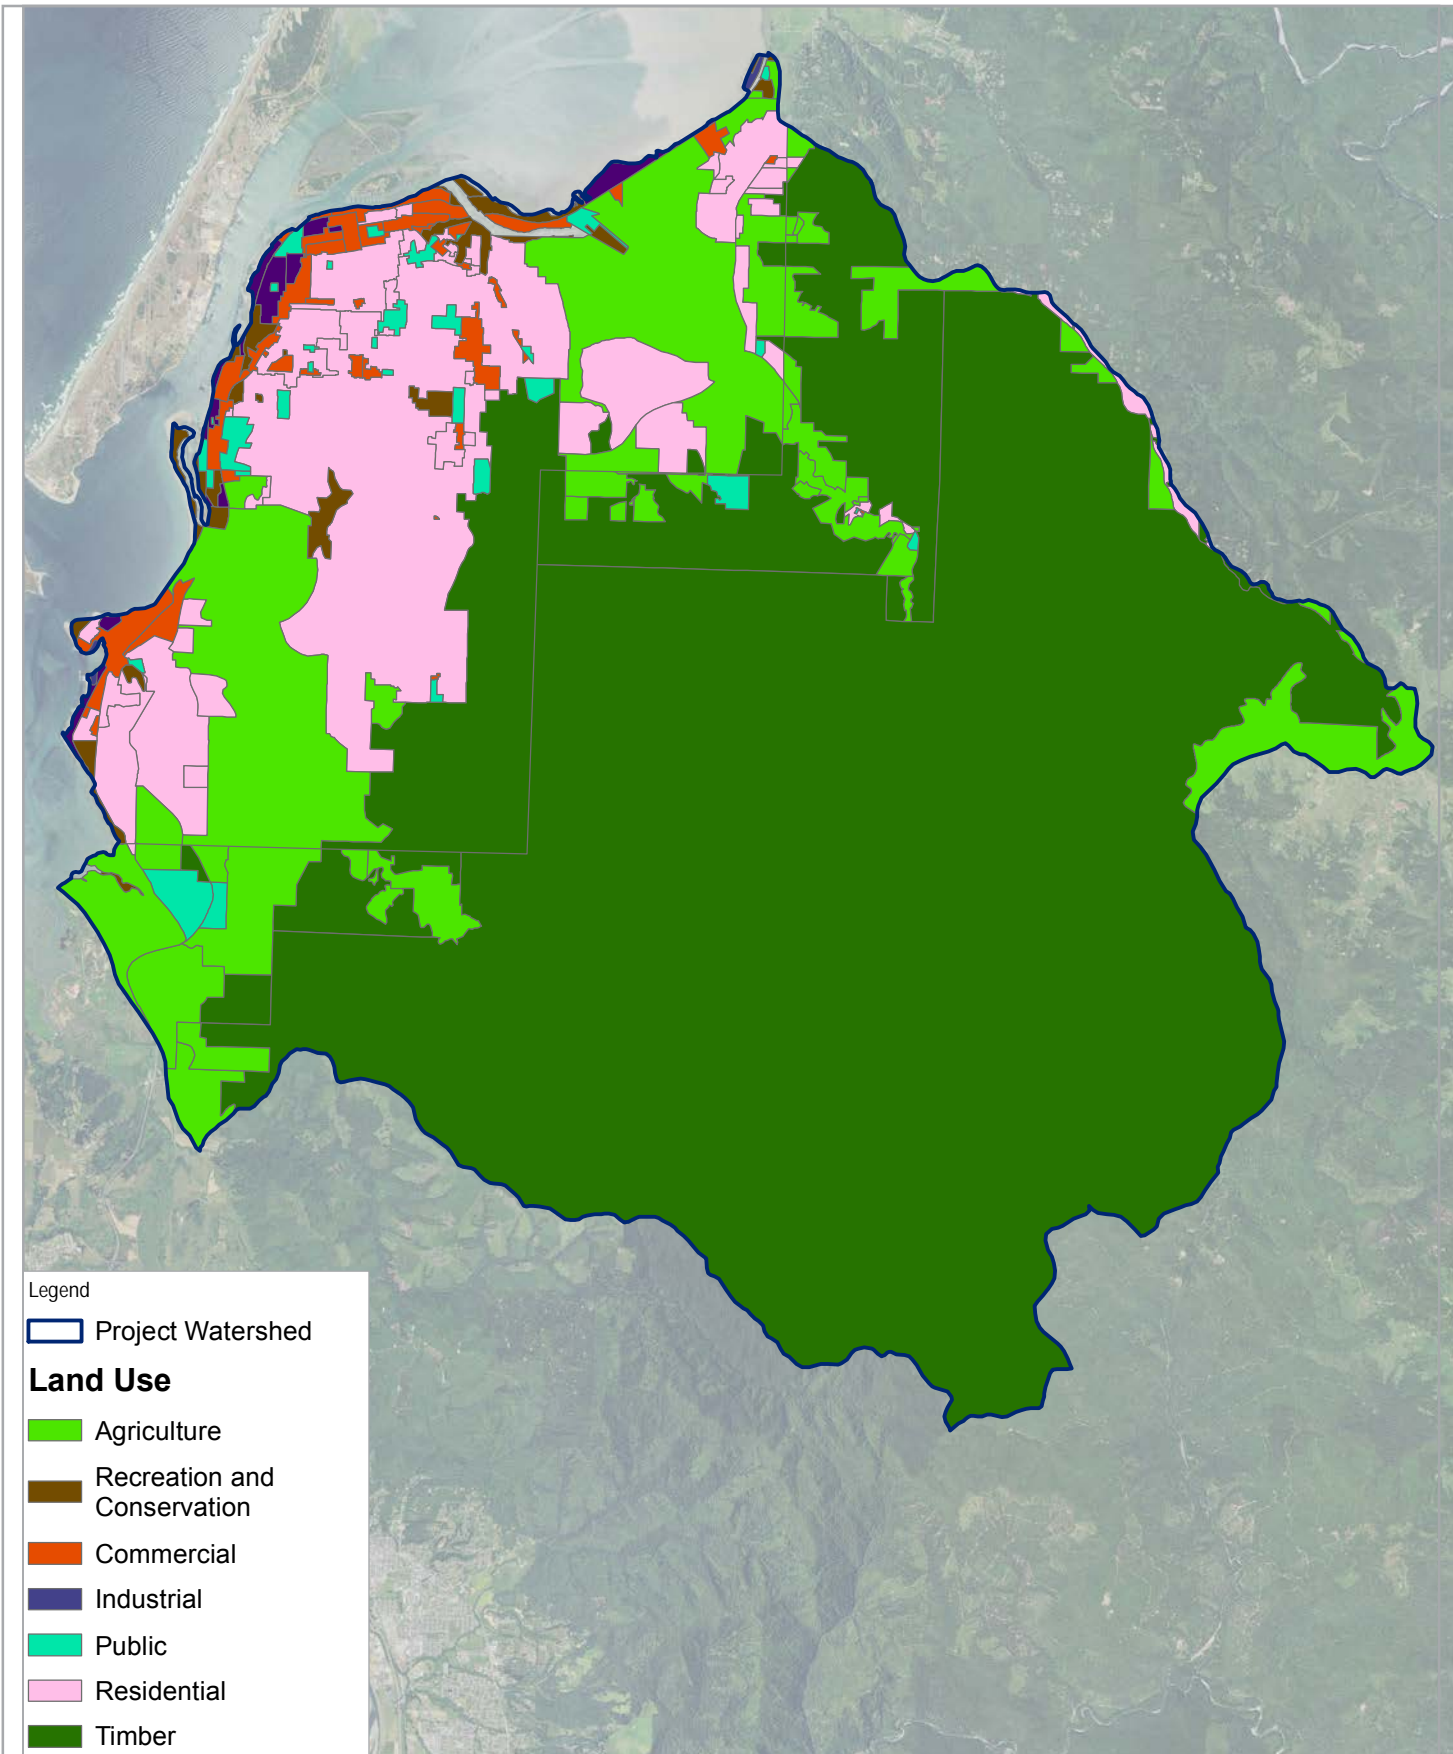 Legend
Project Watershed
Land Use
Agriculture
Recreation and
Conservation
Commercial
Industrial
Public
Residential
Timber